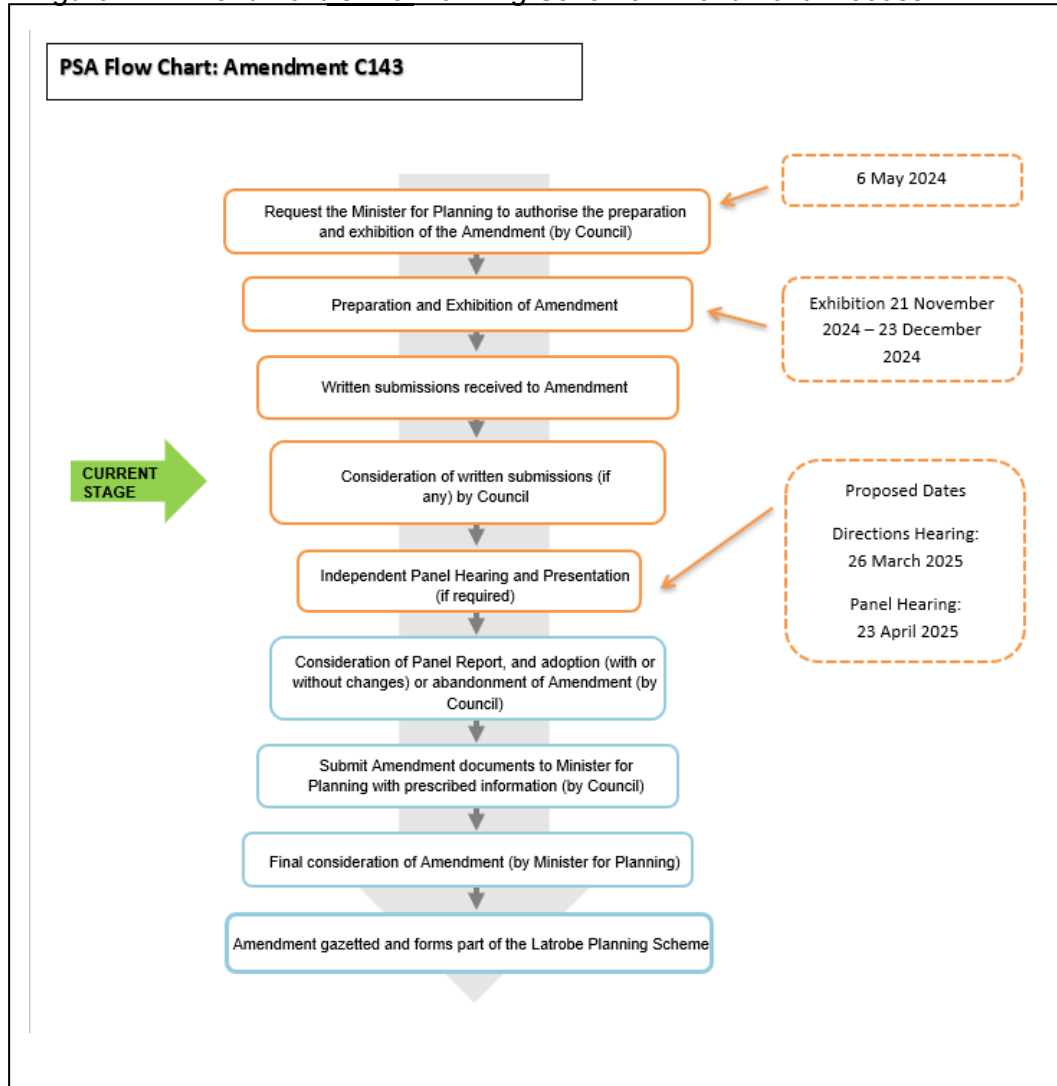 PSA Flow Chart: Amendment C143
6 May 2024
Request the Minister for Planning to authorise the preparation
and exhibition of the Amendment (by Council)
Preparation and Exhibition of Amendment
Exhibition 21 November
2024 – 23 December
2024
Written submissions received to Amendment
CURRENT
STAGE
Consideration of written submissions (if
any) by Council
Proposed Dates
Directions Hearing:
26 March 2025
Panel Hearing:
23 April 2025
Independent Panel Hearing and Presentation
(if required)
Consideration of Panel Report, and adoption (with or
without changes) or abandonment of Amendment (by
Council)
Submit Amendment documents to Minister for
Planning with prescribed information (by Council)
Final consideration of Amendment (by Minister for Planning)
Amendment gazetted and forms part of the Latrobe Planning Scheme